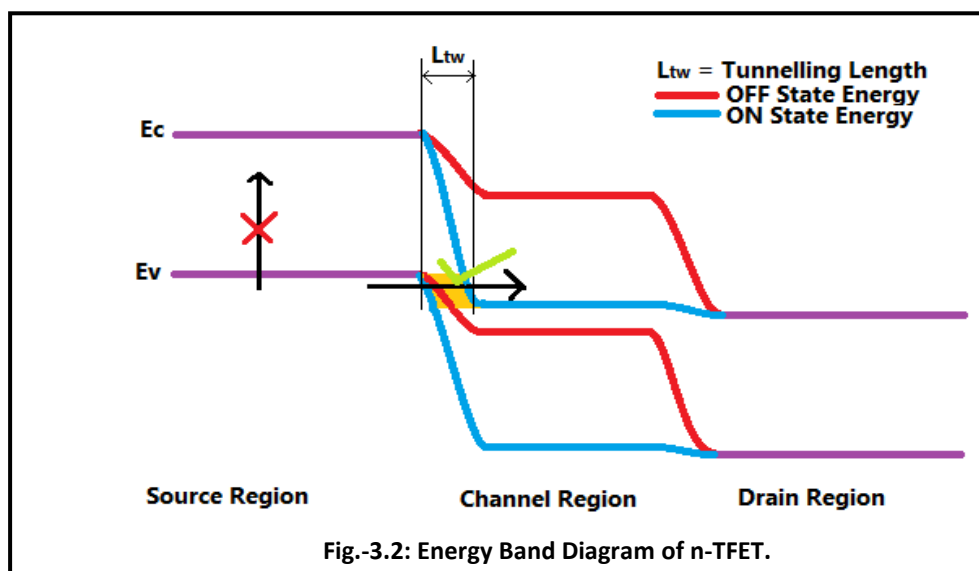 Ltw
Ltw = Tunnelling Length
OFF State Energy
ON State Energy
Ec
Ev
Source Region
Channel Region
Drain Region
Fig.-3.2: Energy Band Diagram of n-TFET.